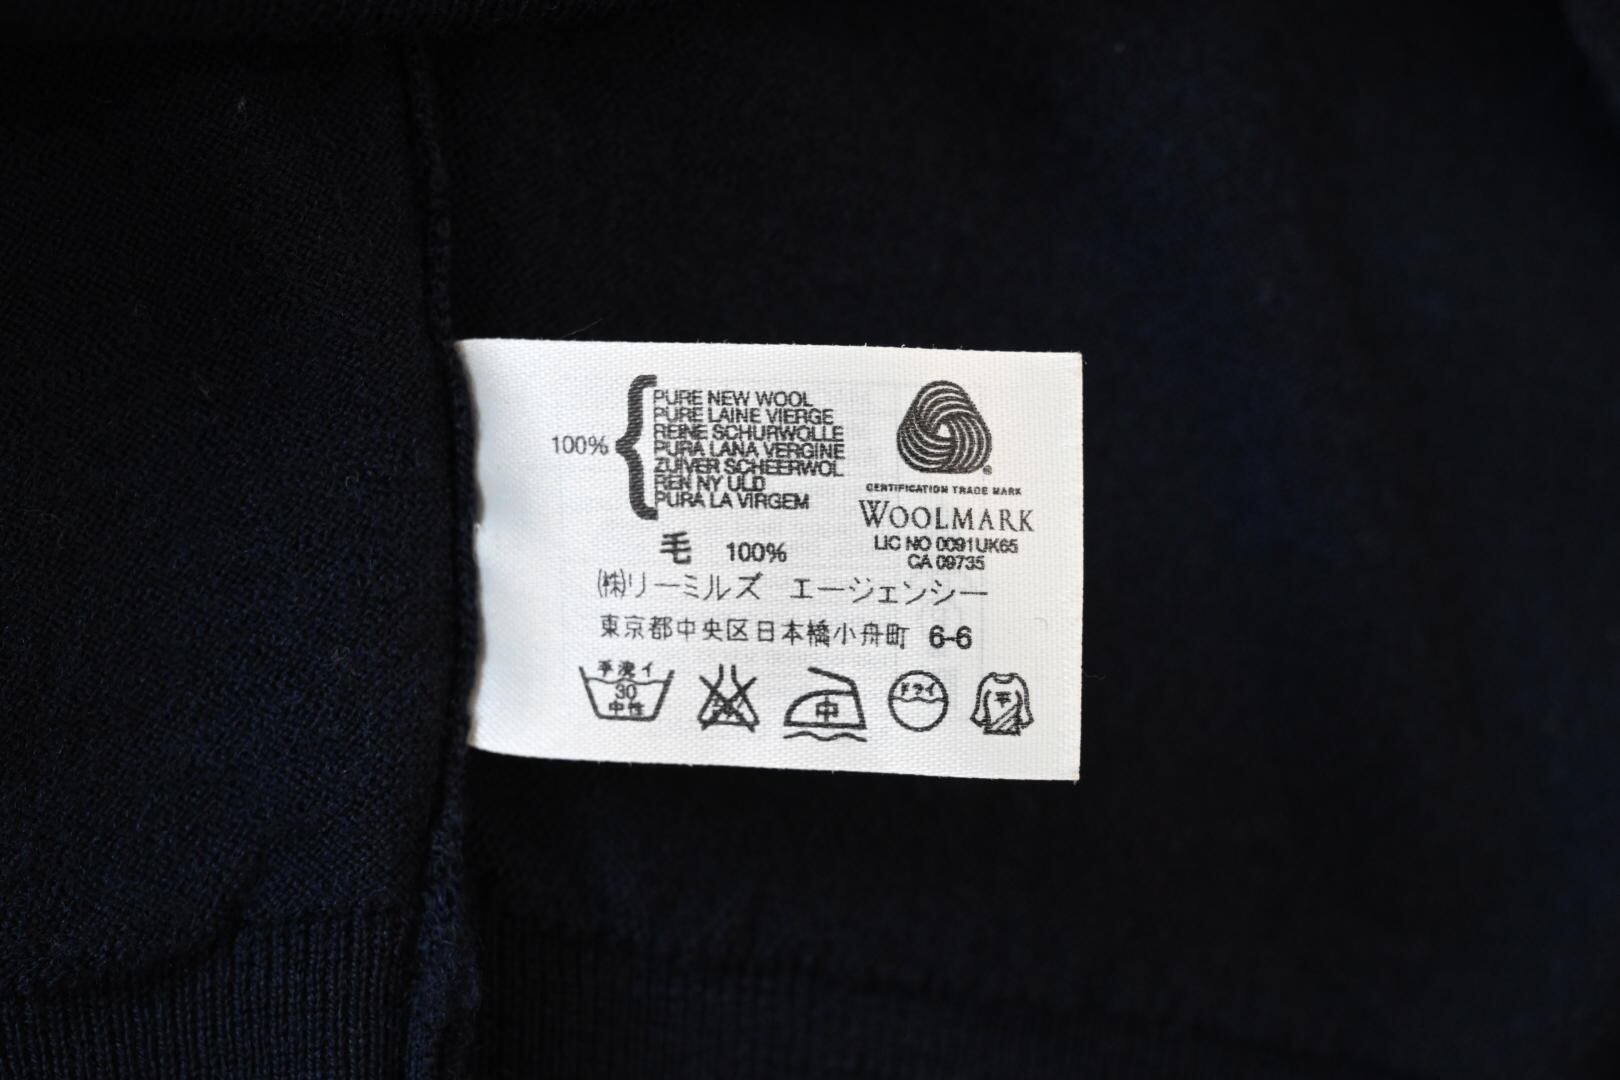 100%
PURE NEW WOOL
PURE LAINE VIERGE
REINE SCHURWOLLE
PURA LANA VERGINE
ZUIVER SCHEERWOL
REN NY ULD
PURA LA VIRGEM
CERTIFICATION TRADE MARK
WOOLMARK
LIC NO 0091UK65
CA 09735
毛 100%
㈱リーミルズ エージェンシー
東京都中央区日本橋小舟町 6-6
手洗イ
30
中性
中
ドライ
平